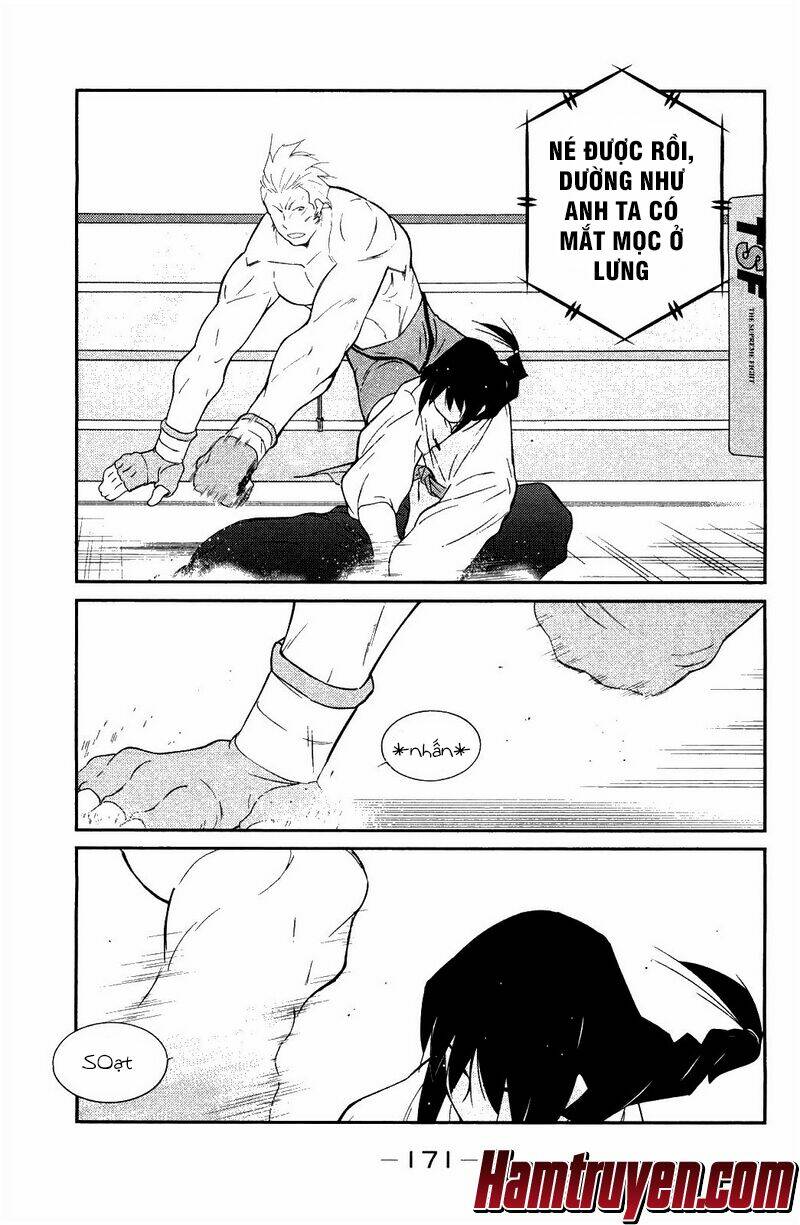 NÉ ĐƯỢC RỒI,
DƯỜNG NHƯ
ANH TA CÓ
MẮT MỌC Ở
LƯNG
TSF
THE SUPREME FIGHT
*nhấn*
SOạt
-171-
Hamtruyen.com